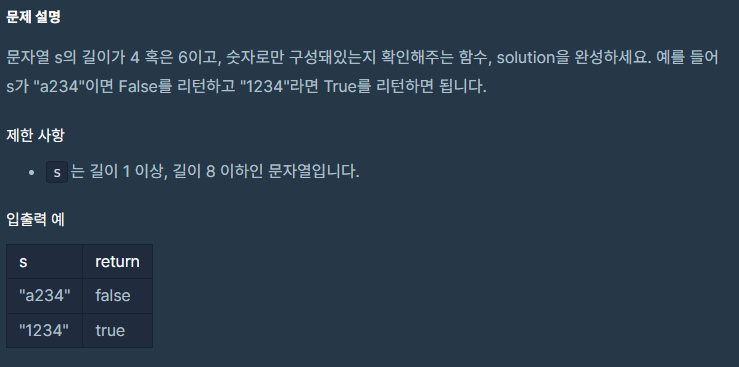 문제 설명
문자열 s의 길이가 4 혹은 6이고, 숫자로만 구성돼있는지 확인해주는 함수, solution을 완성하세요. 예를 들어
s가 "a234"이면 False를 리턴하고 "1234"라면 True를 리턴하면 됩니다.
제한 사항
• s 는 길이 1 이상, 길이 8 이하인 문자열입니다.
입출력 예
s return
"a234" false
"1234" true